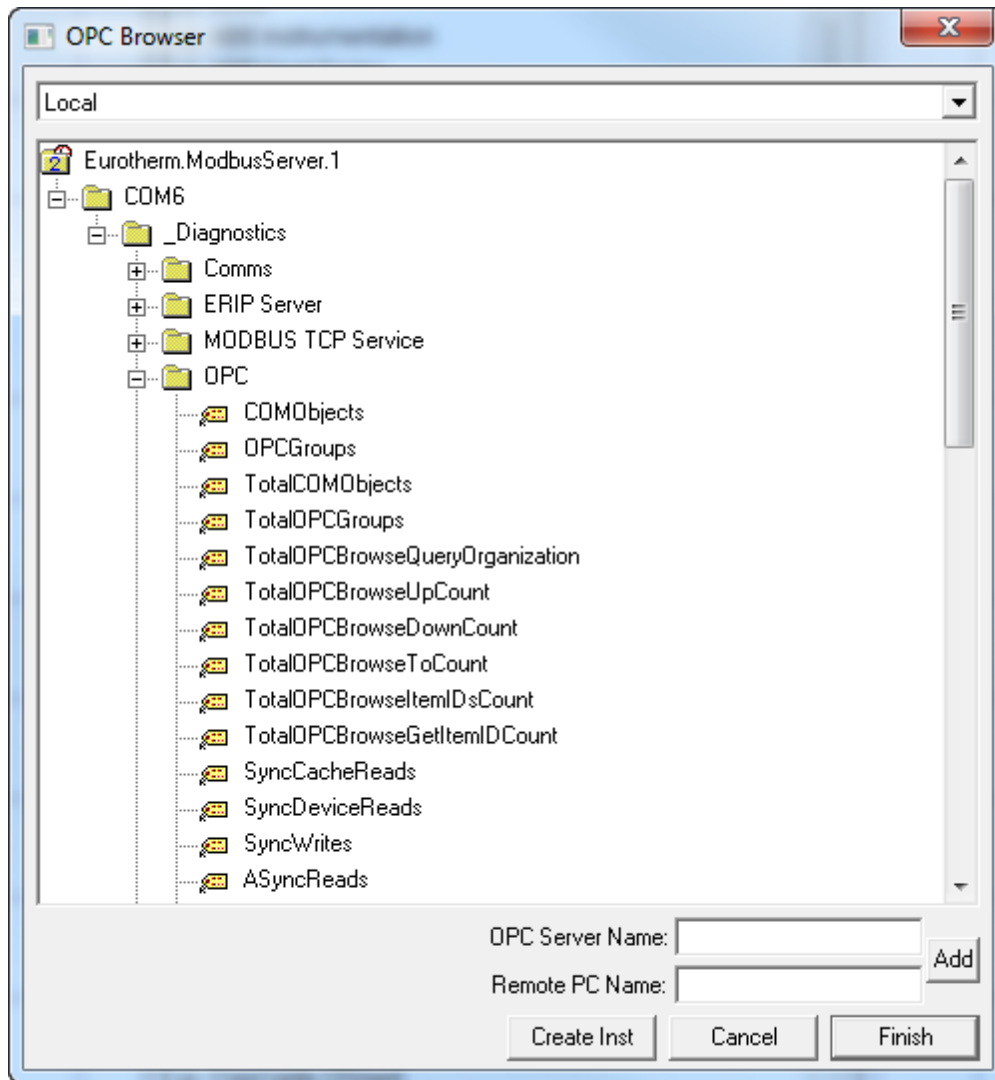 OPC Browser
Local
Eurotherm.ModbusServer.1
COM6
_Diagnostics
Comms
ERIP Server
MODBUS TCP Service
OPC
COMObjects
OPCGroups
TotalCOMObjects
TotalOPCGroups
TotalOPCBrowseQueryOrganization
TotalOPCBrowseUpCount
TotalOPCBrowseDownCount
TotalOPCBrowseToCount
TotalOPCBrowseItemIDsCount
TotalOPCBrowseGetItemIDCount
SyncCacheReads
SyncDeviceReads
SyncWrites
ASyncReads
OPC Server Name:
Remote PC Name:
Add
Create Inst Cancel Finish